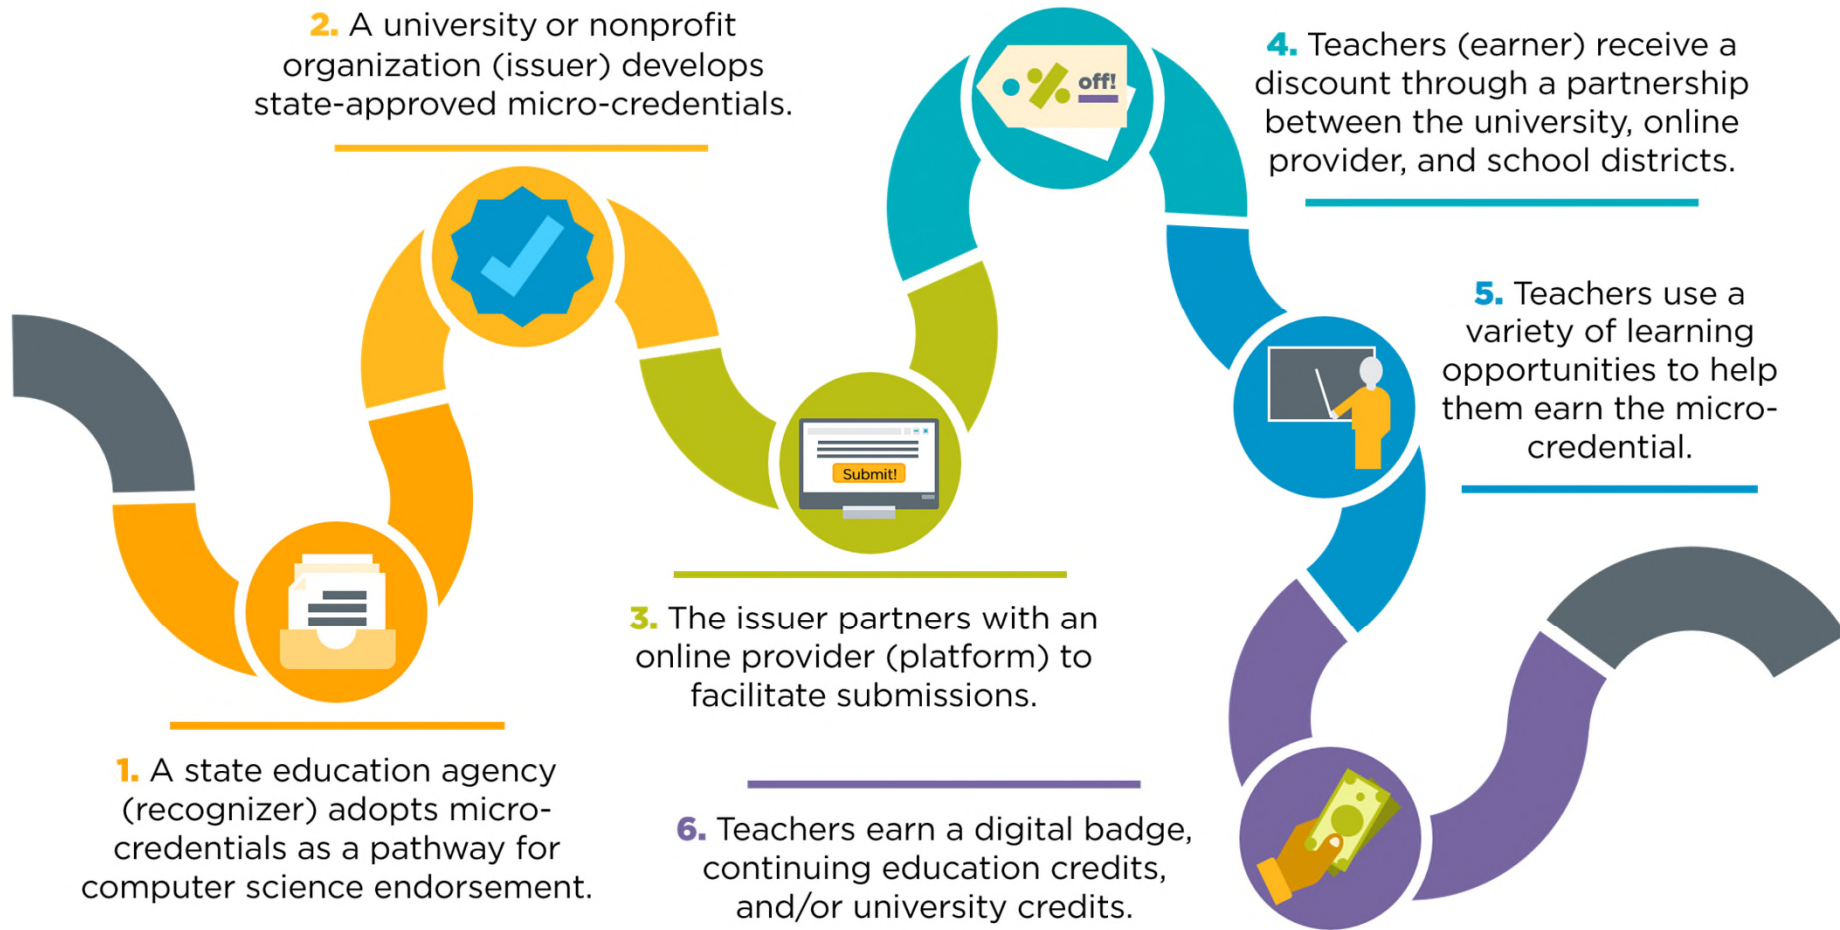 1. A state education agency
(recognizer) adopts micro-
credentials as a pathway for
computer science endorsement.
2. A university or nonprofit
organization (issuer) develops
state-approved micro-credentials.
Submit!
3. The issuer partners with an
online provider (platform) to
facilitate submissions.
% off!
4. Teachers (earner) receive a
discount through a partnership
between the university, online
provider, and school districts.
5. Teachers use a
variety of learning
opportunities to help
them earn the micro-
credential.
6. Teachers earn a digital badge,
continuing education credits,
and/or university credits.